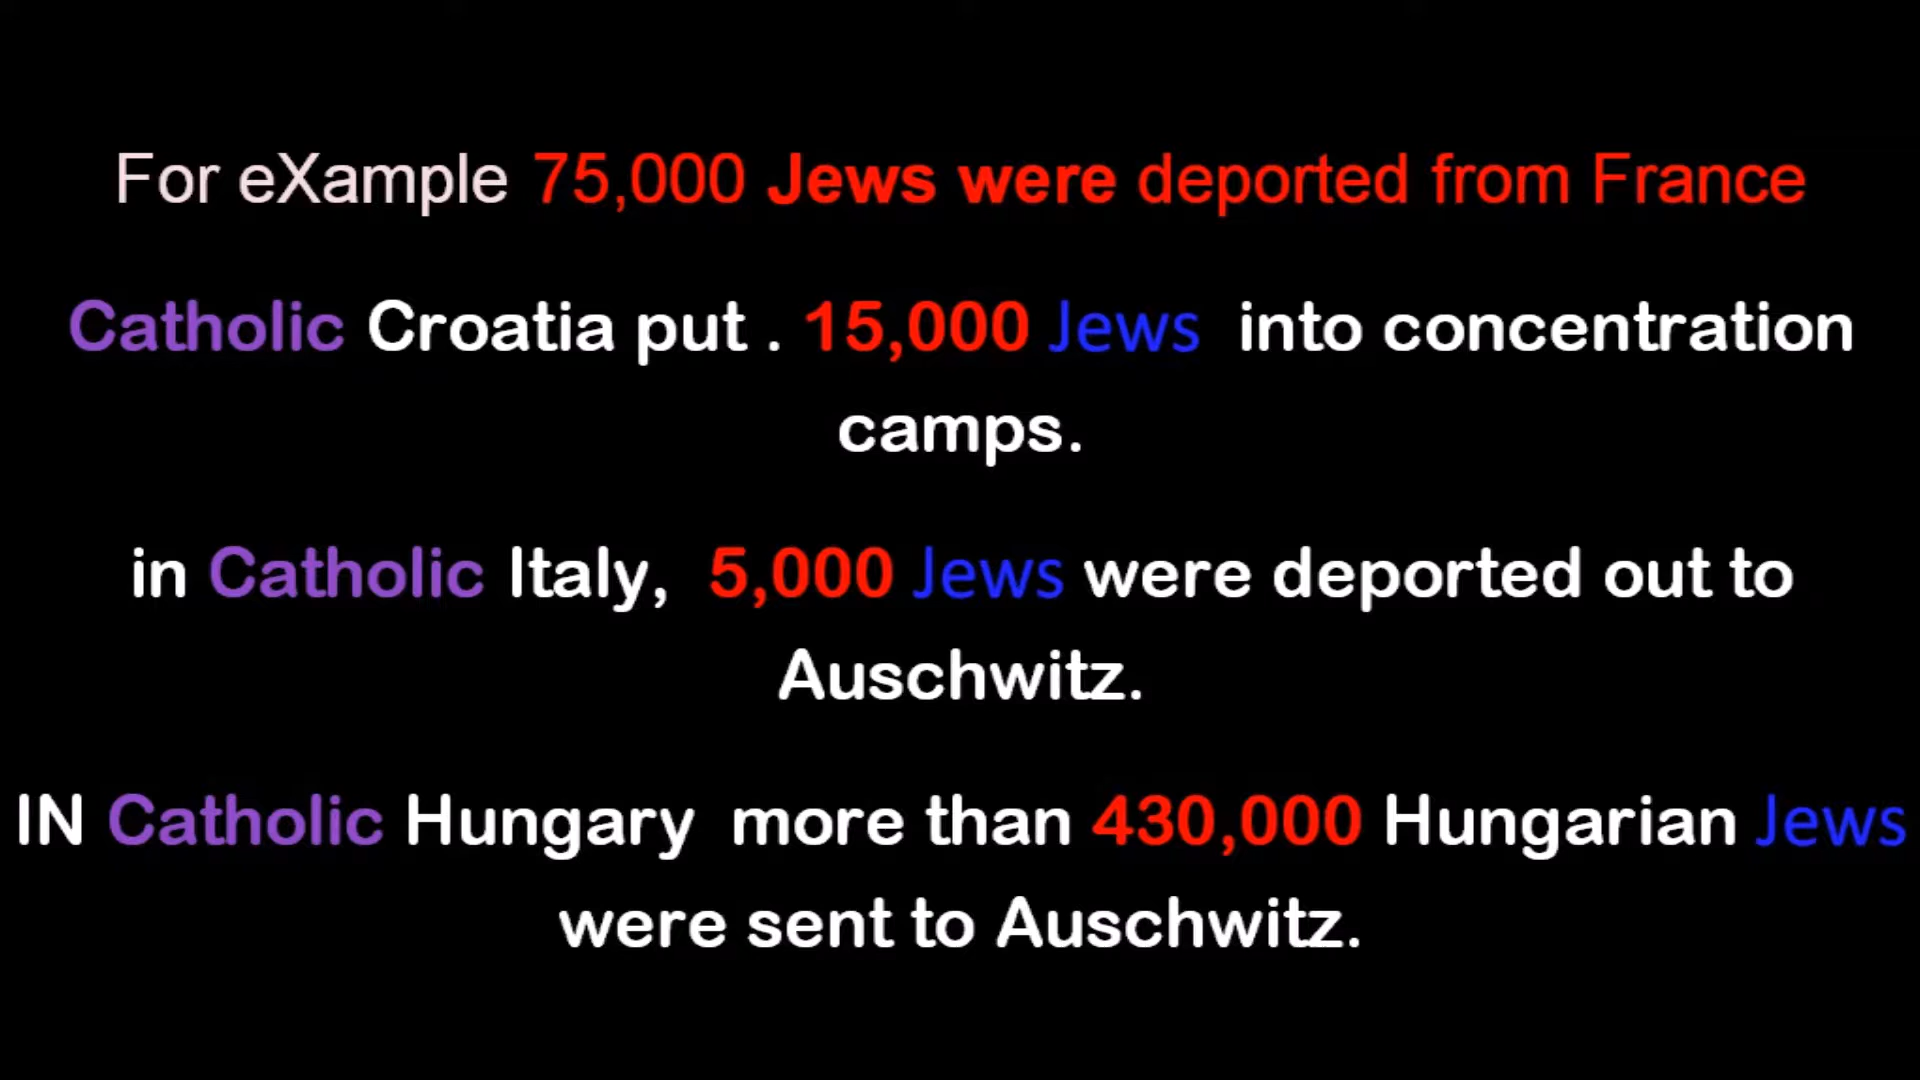 For eXample 75,000 Jews were deported from France
Catholic Croatia put . 15,000 Jews into concentration
camps.
in Catholic Italy, 5,000 Jews were deported out to
Auschwitz.
IN Catholic Hungary more than 430,000 Hungarian Jews
were sent to Auschwitz.